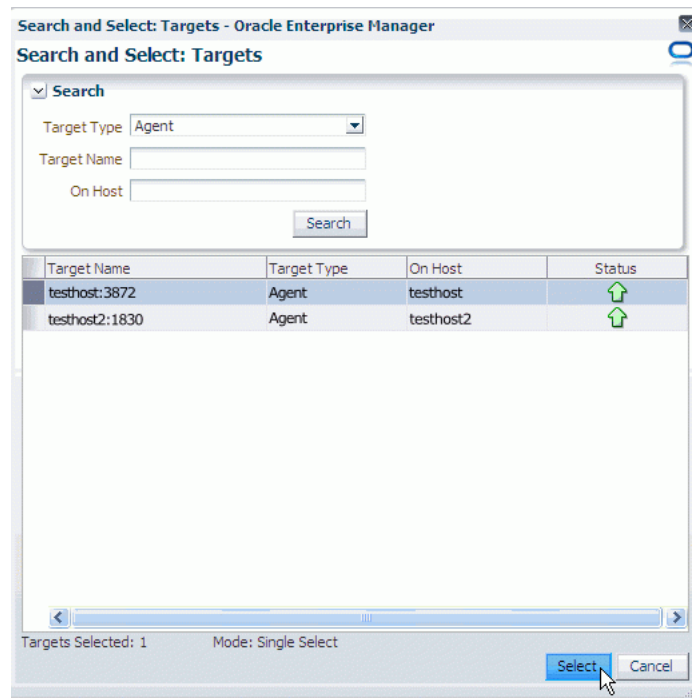 Search and Select: Targets - Oracle Enterprise Manager
Search and Select: Targets
Search
Target Type Agent
Target Name
On Host
Search
Target Name Target Type On Host Status
testhost:3872 Agent testhost
testhost2:1830 Agent testhost2
Targets Selected: 1 Mode: Single Select
Select Cancel